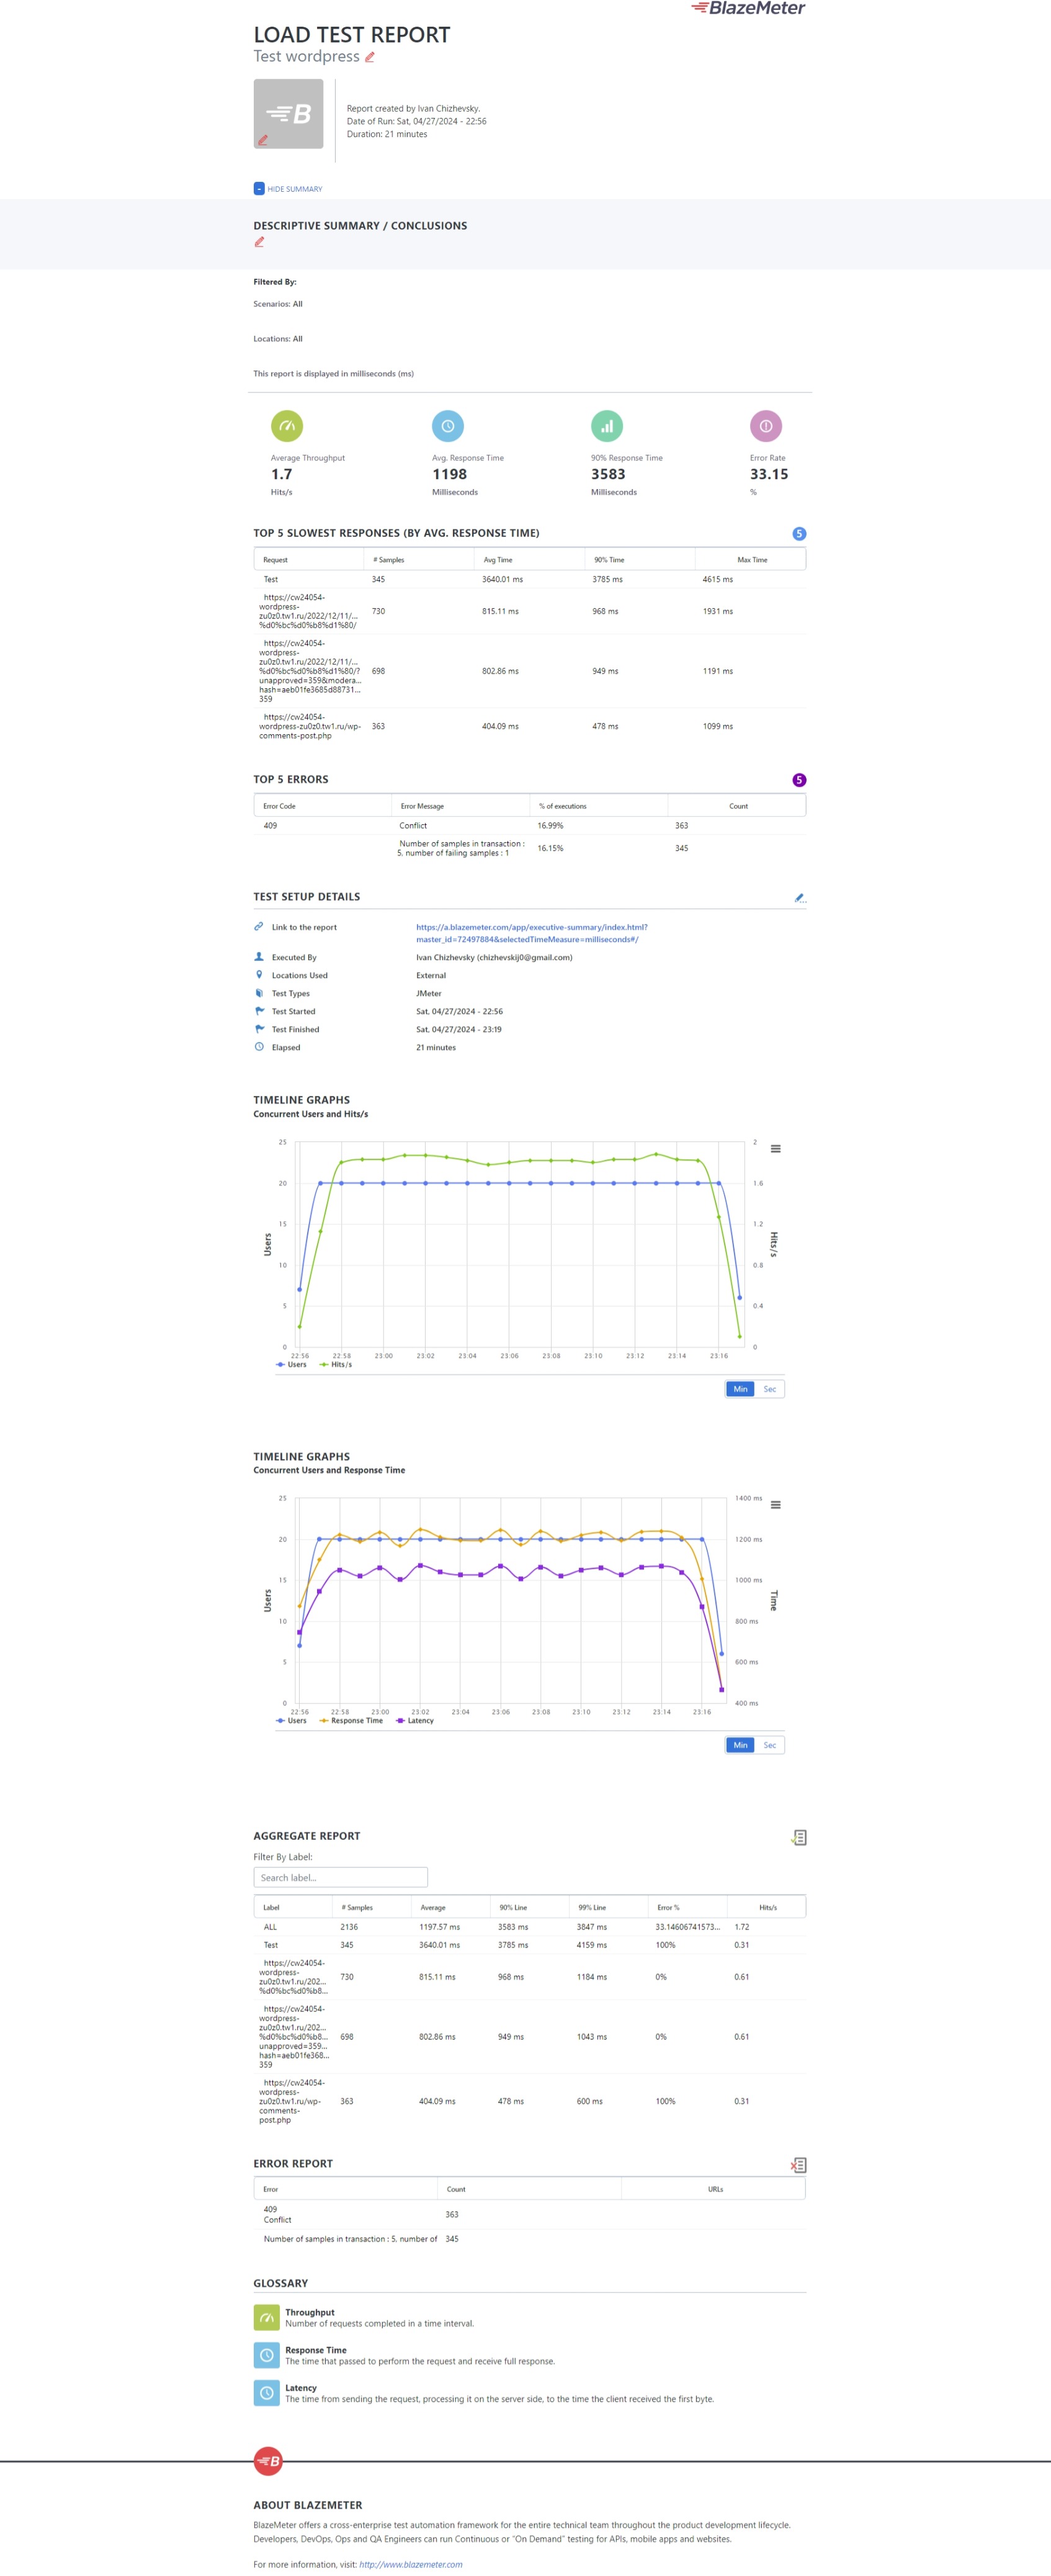 BlazeMeter
LOAD TEST REPORT
Test wordpress
B
Report created by Ivan Chizhevsky.
Date of Run: Sat, 04/27/2024 - 22:56
Duration: 21 minutes
- HIDE SUMMARY
DESCRIPTIVE SUMMARY / CONCLUSIONS
Filtered By:
Scenarios: All
Locations: All
This report is displayed in milliseconds (ms)
Average Throughput
1.7
Hits/s
Avg. Response Time
1198
Milliseconds
90% Response Time
3583
Milliseconds
Error Rate
33.15
%
TOP 5 SLOWEST RESPONSES (BY AVG. RESPONSE TIME) 5
Request # Samples Avg Time 90% Time Max Time
Test 345 3640.01 ms 3785 ms 4615 ms
https://cw24054-
wordpress-
zu0z0.tw1.ru/2022/12/11/...
%d0%bc%d0%b8%d1%80/
730 815.11 ms 968 ms 1931 ms
https://cw24054-
wordpress-
zu0z0.tw1.ru/2022/12/11/...
%d0%bc%d0%b8%d1%80/?
unapproved=359&modera...
hash=aeb01fe3685d88731...
359
698 802.86 ms 949 ms 1191 ms
https://cw24054-
wordpress-zu0z0.tw1.ru/wp-
comments-post.php
363 404.09 ms 478 ms 1099 ms
TOP 5 ERRORS 5
Error Code Error Message % of executions Count
409 Conflict 16.99% 363
Number of samples in transaction :
5, number of failing samples : 1
16.15% 345
TEST SETUP DETAILS
Link to the report https://a.blazemeter.com/app/executive-summary/index.html?
master_id=72497884&selectedTimeMeasure=milliseconds#/
Executed By Ivan Chizhevsky (chizhevskij0@gmail.com)
Locations Used External
Test Types JMeter
Test Started Sat, 04/27/2024 - 22:56
Test Finished Sat, 04/27/2024 - 23:19
Elapsed 21 minutes
TIMELINE GRAPHS
Concurrent Users and Hits/s
25 2
20 1.6
15 1.2
Users Hits/s
10 0.8
5 0.4
0 0
22:56 22:58 23:00 23:02 23:04 23:06 23:08 23:10 23:12 23:14 23:16
Users Hits/s
Min Sec
TIMELINE GRAPHS
Concurrent Users and Response Time
25 1400 ms
20 1200 ms
15 1000 ms
Users Time
10 800 ms
5 600 ms
0 400 ms
22:56 22:58 23:00 23:02 23:04 23:06 23:08 23:10 23:12 23:14 23:16
Users Response Time Latency
Min Sec
AGGREGATE REPORT
Filter By Label:
Search label...
Label # Samples Average 90% Line 99% Line Error % Hits/s
ALL 2136 1197.57 ms 3583 ms 3847 ms 33.14606741573... 1.72
Test 345 3640.01 ms 3785 ms 4159 ms 100% 0.31
https://cw24054-
wordpress-
zu0z0.tw1.ru/202...
%d0%bc%d0%b8...
730 815.11 ms 968 ms 1184 ms 0% 0.61
https://cw24054-
wordpress-
zu0z0.tw1.ru/202...
%d0%bc%d0%b8...
unapproved=359...
hash=aeb01fe368...
359
698 802.86 ms 949 ms 1043 ms 0% 0.61
https://cw24054-
wordpress-
zu0z0.tw1.ru/wp-
comments-
post.php
363 404.09 ms 478 ms 600 ms 100% 0.31
ERROR REPORT
Error Count URLs
409
Conflict
363
Number of samples in transaction : 5, number of 345
GLOSSARY
Throughput
Number of requests completed in a time interval.
Response Time
The time that passed to perform the request and receive full response.
Latency
The time from sending the request, processing it on the server side, to the time the client received the first byte.
B
ABOUT BLAZEMETER
BlazeMeter offers a cross-enterprise test automation framework for the entire technical team throughout the product development lifecycle.
Developers, DevOps, Ops and QA Engineers can run Continuous or "On Demand" testing for APIs, mobile apps and websites.
For more information, visit: http://www.blazemeter.com